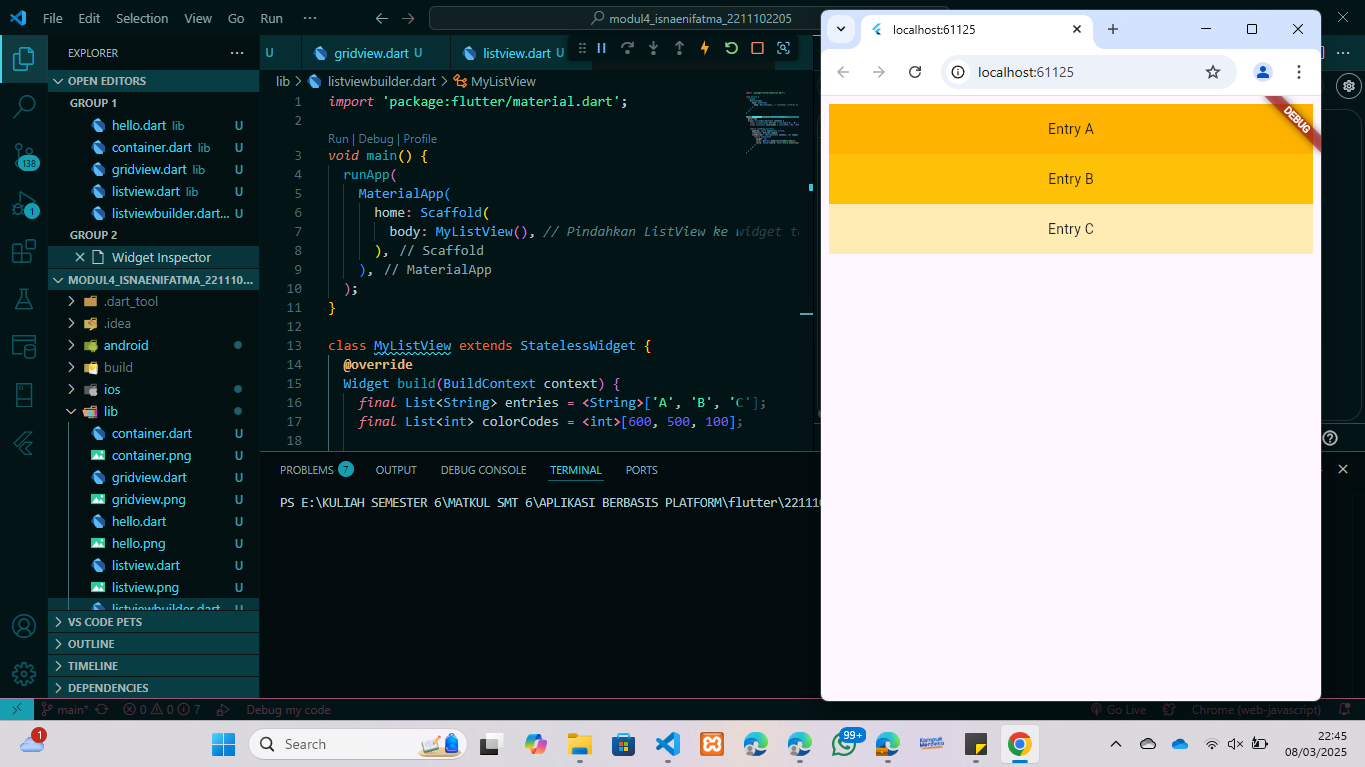 File Edit Selection View Go Run ···
modul4_isnaenifatma_2211102205
EXPLORER
OPEN EDITORS
GROUP 1
hello.dart lib U
container.dart lib U
gridview.dart lib U
listview.dart lib U
listviewbuilder.dart... U
GROUP 2
Widget Inspector
MODUL4_ISNAENIFATMA_221110...
.dart_tool
.idea
android
build
ios
lib
container.dart U
container.png U
gridview.dart U
gridview.png U
hello.dart U
hello.png U
listview.dart U
listview.png U
listviewbuilder.dart U
VS CODE PETS
OUTLINE
TIMELINE
DEPENDENCIES
138
1
U gridview.dart U listview.dart U
lib > listviewbuilder.dart > MyListView
1 import 'package:flutter/material.dart';
2
Run | Debug | Profile
3 void main() {
4 runApp(
5 MaterialApp(
6 home: Scaffold(
7 body: MyListView(), // Pindahkan ListView ke widget t
8 ), // Scaffold
9 ), // MaterialApp
10 );
11 }
12
13 class MyListView extends StatelessWidget {
14 @override
15 Widget build(BuildContext context) {
16 final List<String> entries = <String>['A', 'B', 'C'];
17 final List<int> colorCodes = <int>[600, 500, 100];
18
PROBLEMS 7 OUTPUT DEBUG CONSOLE TERMINAL PORTS
PS E:\KULIAH SEMESTER 6\MATKUL SMT 6\APLIKASI BERBASIS PLATFORM\flutter\22111
localhost:61125
localhost:61125
DEBUG
Entry A
Entry B
Entry C
main* 0 0 7 Debug my code
Go Live Chrome (web-javascript)
1
Search
99+
Kampus
Merdeka
22:45
08/03/2025